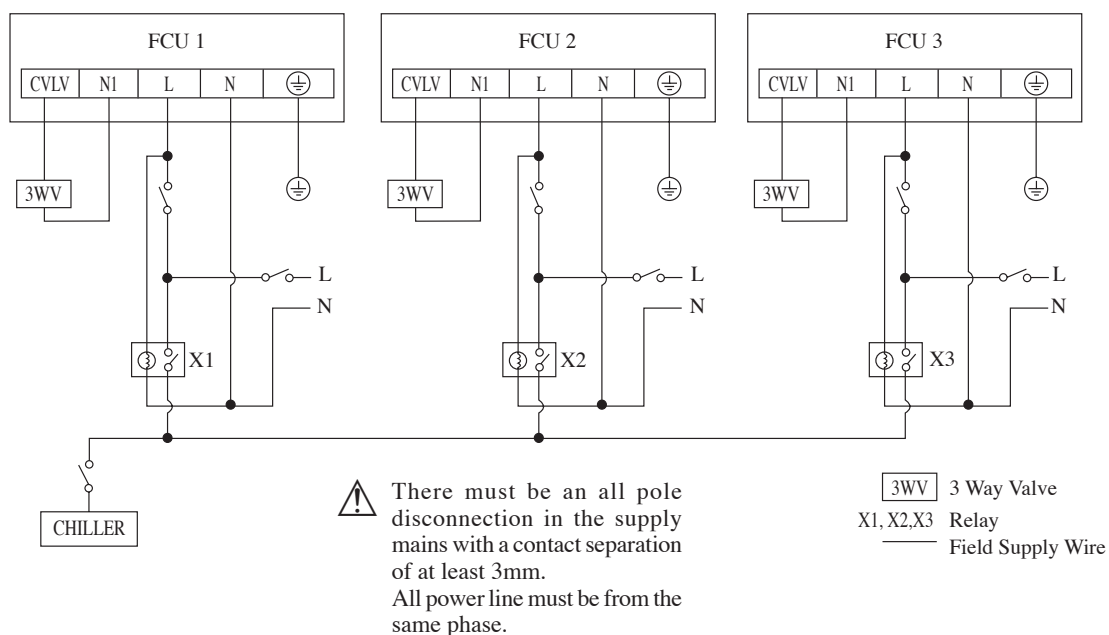 FCU 1
CVLV N1 L N
3WV
L
N
X1
FCU 2
CVLV N1 L N
3WV
L
N
X2
FCU 3
CVLV N1 L N
3WV
L
N
X3
CHILLER
There must be an all pole
disconnection in the supply
mains with a contact separation
of at least 3mm.
All power line must be from the
same phase.
3WV 3 Way Valve
X1, X2,X3 Relay
Field Supply Wire